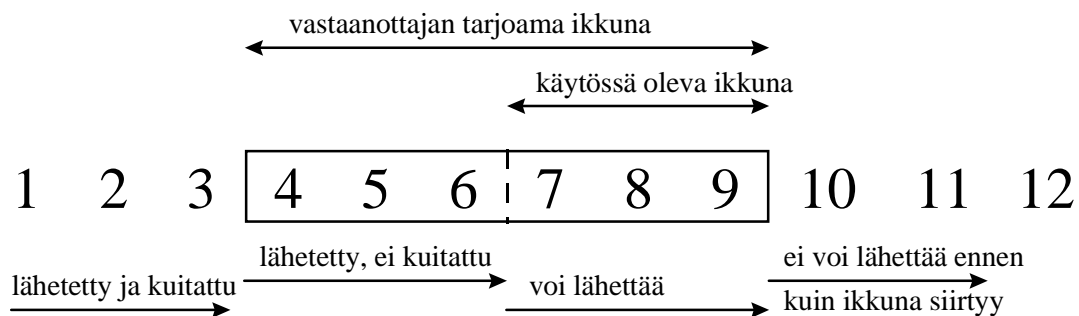 vastaanottajan tarjoama ikkuna
käytössä oleva ikkuna
1 2 3 4 5 6 7 8 9 10 11 12
lähetetty ja kuitattu
lähetetty, ei kuitattu
voi lähettää
ei voi lähettää ennen
kuin ikkuna siirtyy